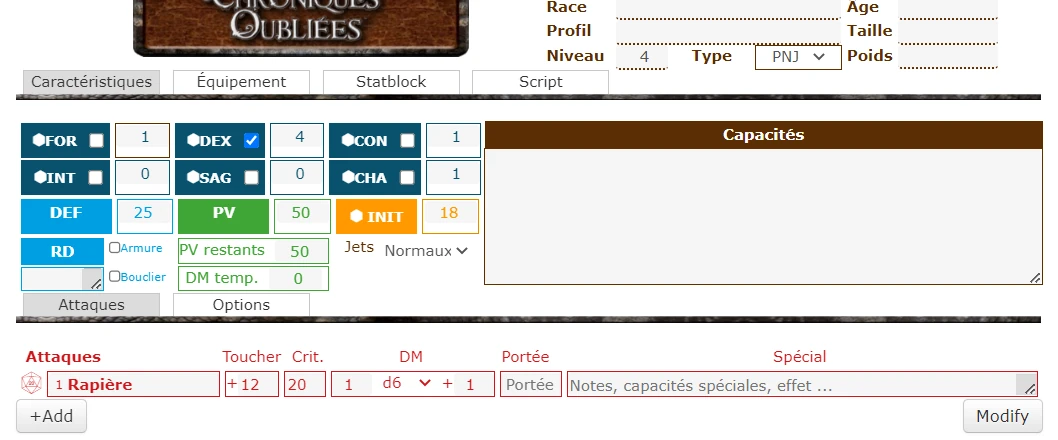 CHRONIQUES
OUBLIÉES
Race
Age
Profil
Taille
Niveau 4 Type PNJ Poids
Caractéristiques Équipement Statblock Script
FOR 1 DEX 4 CON 1 Capacités
INT 0 SAG 0 CHA 1
DEF 25 PV 50 INIT 18
RD Armure PV restants 50 Jets Normaux
Bouclier DM temp. 0
Attaques Options
Attaques Toucher Crit. DM Portée Spécial
1 Rapière +12 20 1 d6 + 1 Portée Notes, capacités spéciales, effet ...
+Add Modify